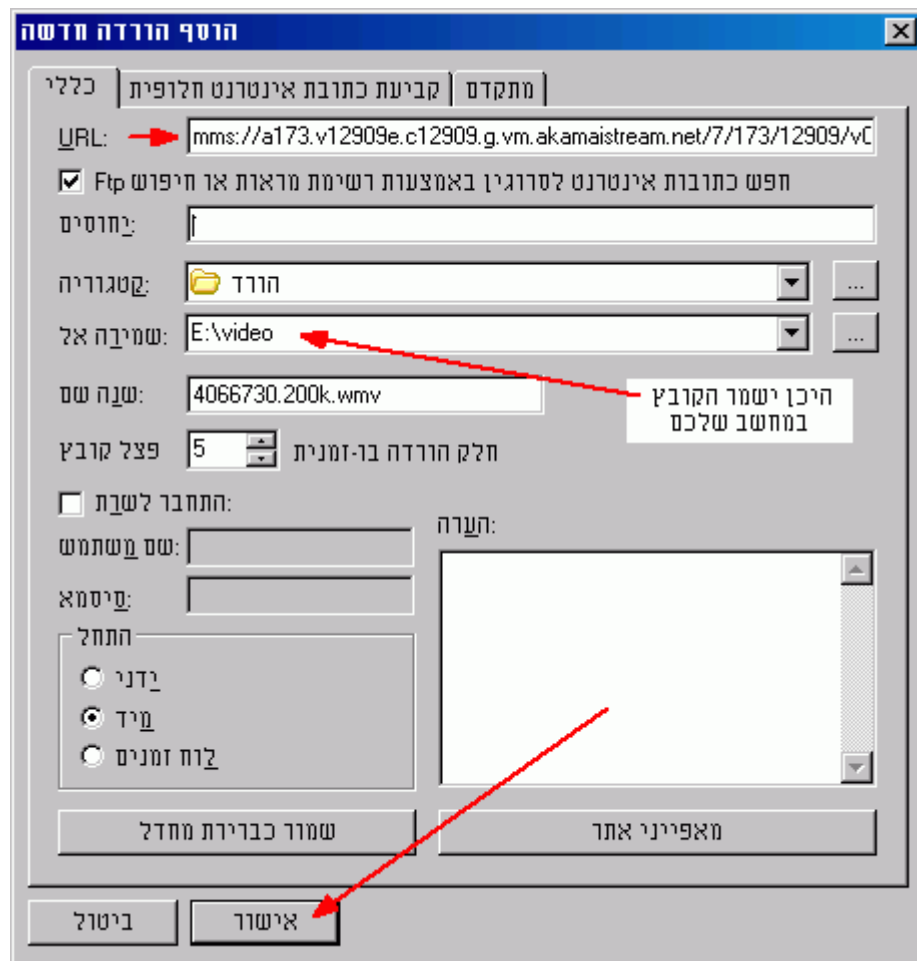 הוסף הורדה חדשה
כללי
קביעת כתובת אינטרנט חלופית
מתקדם
URL:
mms://a173.v12909e.c12909.g.vm.akamaistream.net/7/173/12909/v0
חפש כתובות אינטרנט לסרוגין באמצעות רשימת מראות או חיפוש Ftp
יחוסים:
קטגוריה:
הורד
...
שמירה אל:
E:\video
...
היכן ישמר הקובץ
במחשב שלכם
שנה שם:
4066730.200k.wmv
פצל קובץ
5
חלק הורדה בו-זמנית
התחבר לשרת:
הערה:
שם משתמש:
סיסמא:
התחל
ידני
מיד
לוח זמנים
שמור כברירת מחדל
מאפייני אתר
ביטול
אישור